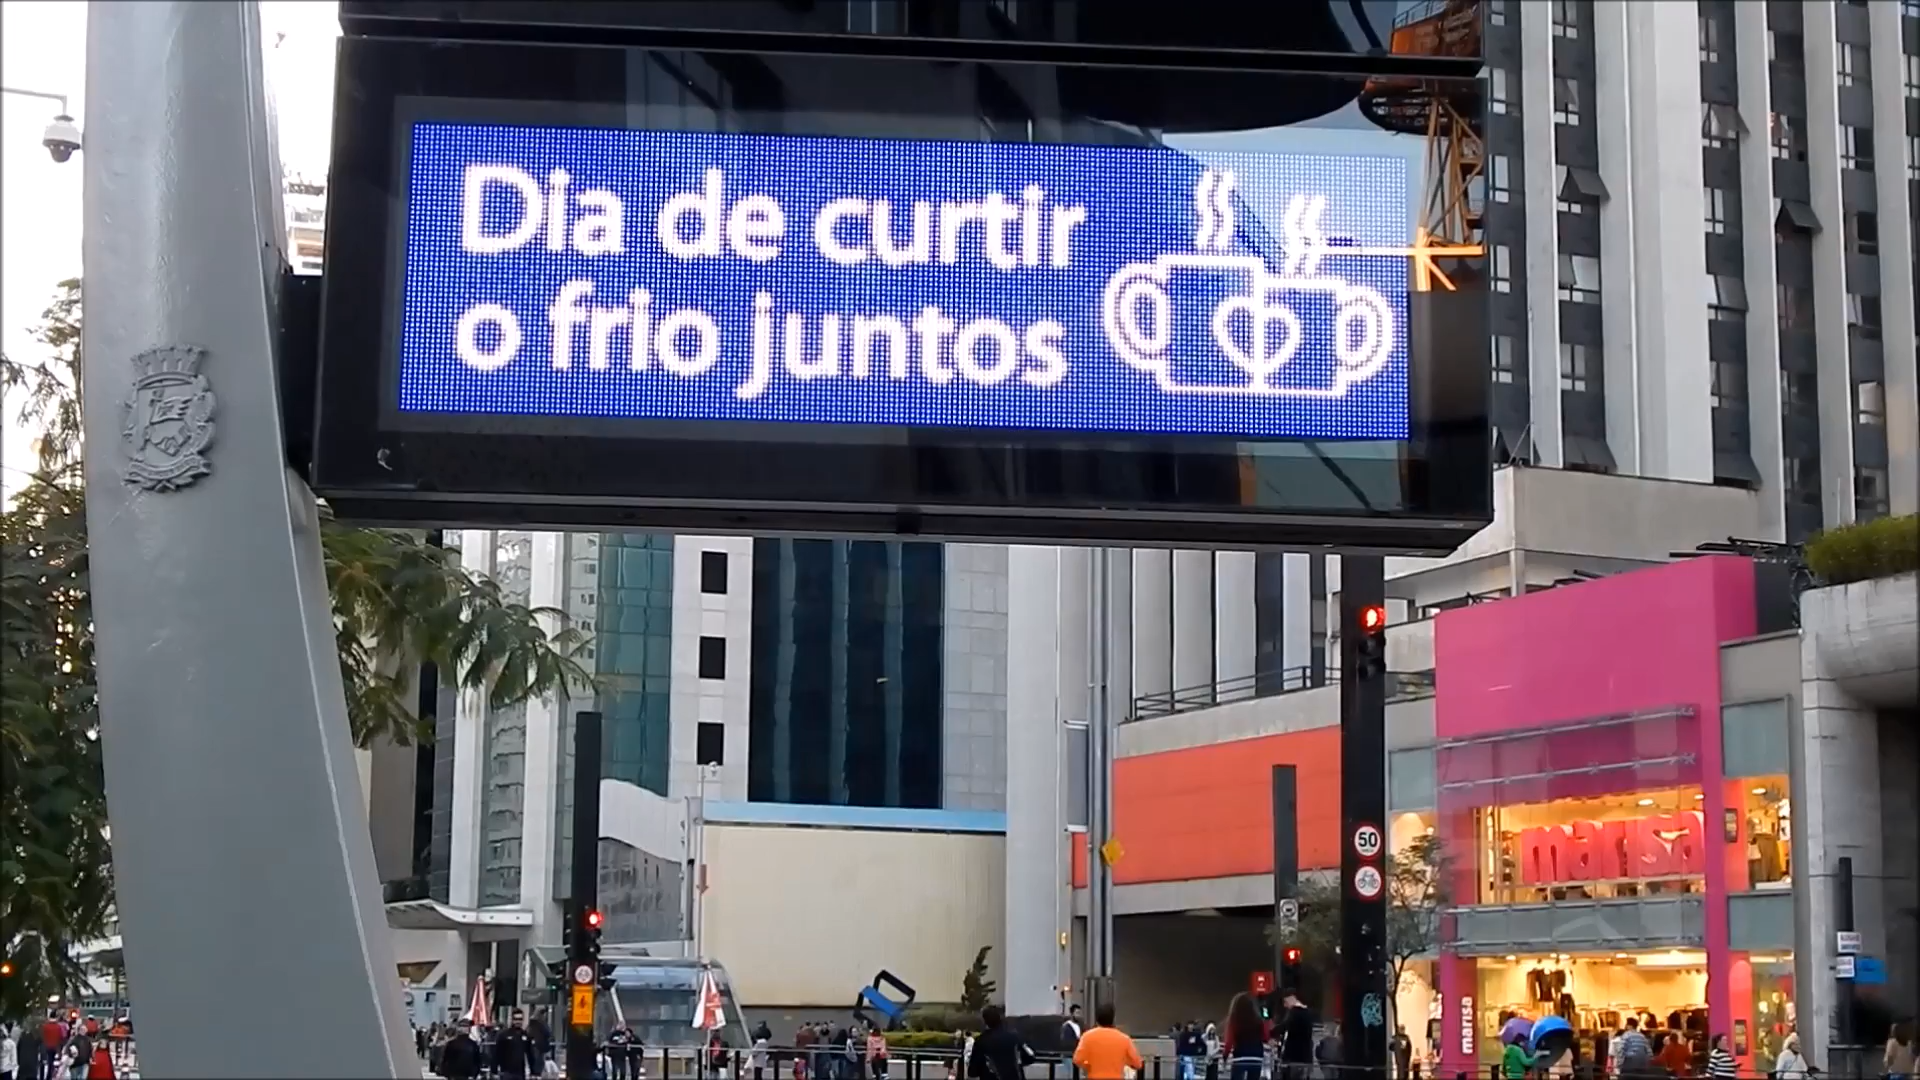 Dia de curtir
o frio juntos
50
marisa
marisa